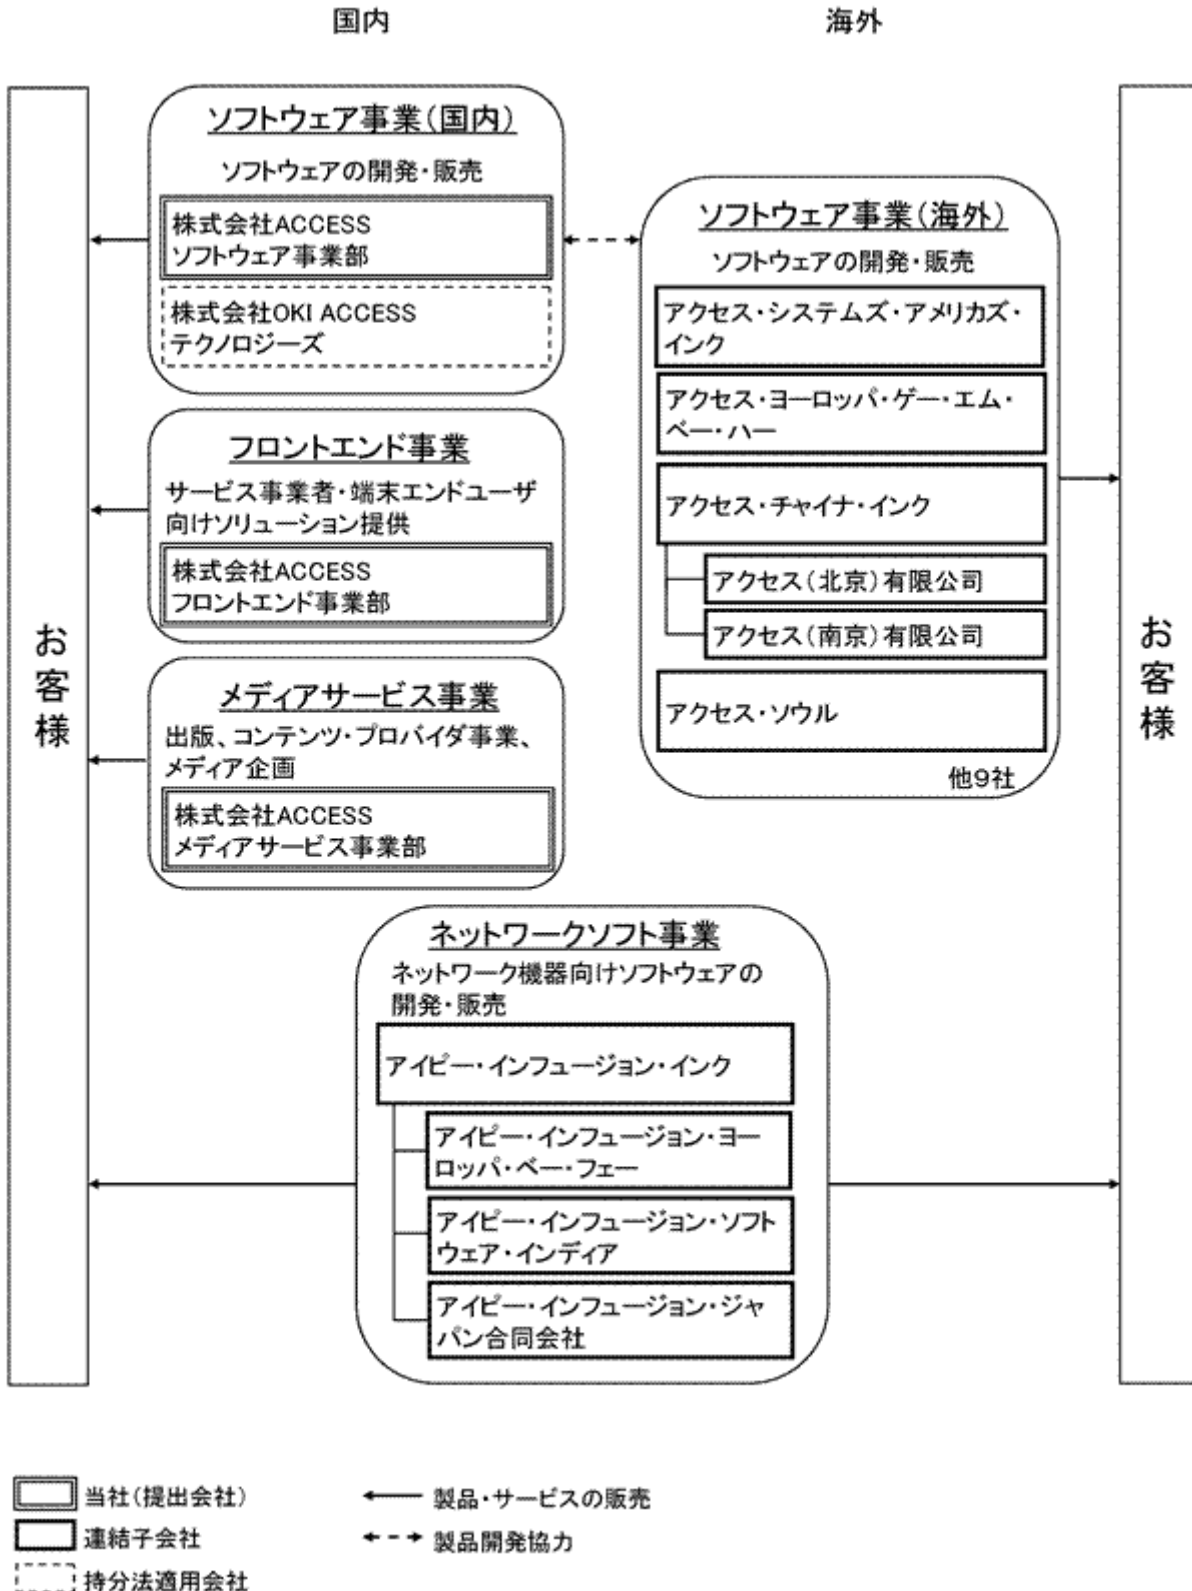 国内
海外
ソフトウェア事業(国内)
ソフトウェアの開発・販売
株式会社ACCESS
ソフトウェア事業部
株式会社OKI ACCESS
テクノロジーズ
フロントエンド事業
サービス事業者・端末エンドユーザ
向けソリューション提供
株式会社ACCESS
フロントエンド事業部
メディアサービス事業
出版、コンテンツ・プロバイダ事業、
メディア企画
株式会社ACCESS
メディアサービス事業部
ソフトウェア事業(海外)
ソフトウェアの開発・販売
アクセス・システムズ・アメリカズ・
インク
アクセス・ヨーロッパ・ゲー・エム・
ベー・ハー
アクセス・チャイナ・インク
アクセス(北京)有限公司
アクセス(南京)有限公司
アクセス・ソウル
他9社
ネットワークソフト事業
ネットワーク機器向けソフトウェアの
開発・販売
アイピー・インフュージョン・インク
アイピー・インフュージョン・ヨー
ロッパ・ベー・フェー
アイピー・インフュージョン・ソフト
ウェア・インディア
アイピー・インフュージョン・ジャ
パン合同会社
お客様
お客様
当社(提出会社)
連結子会社
持分法適用会社
製品・サービスの販売
製品開発協力